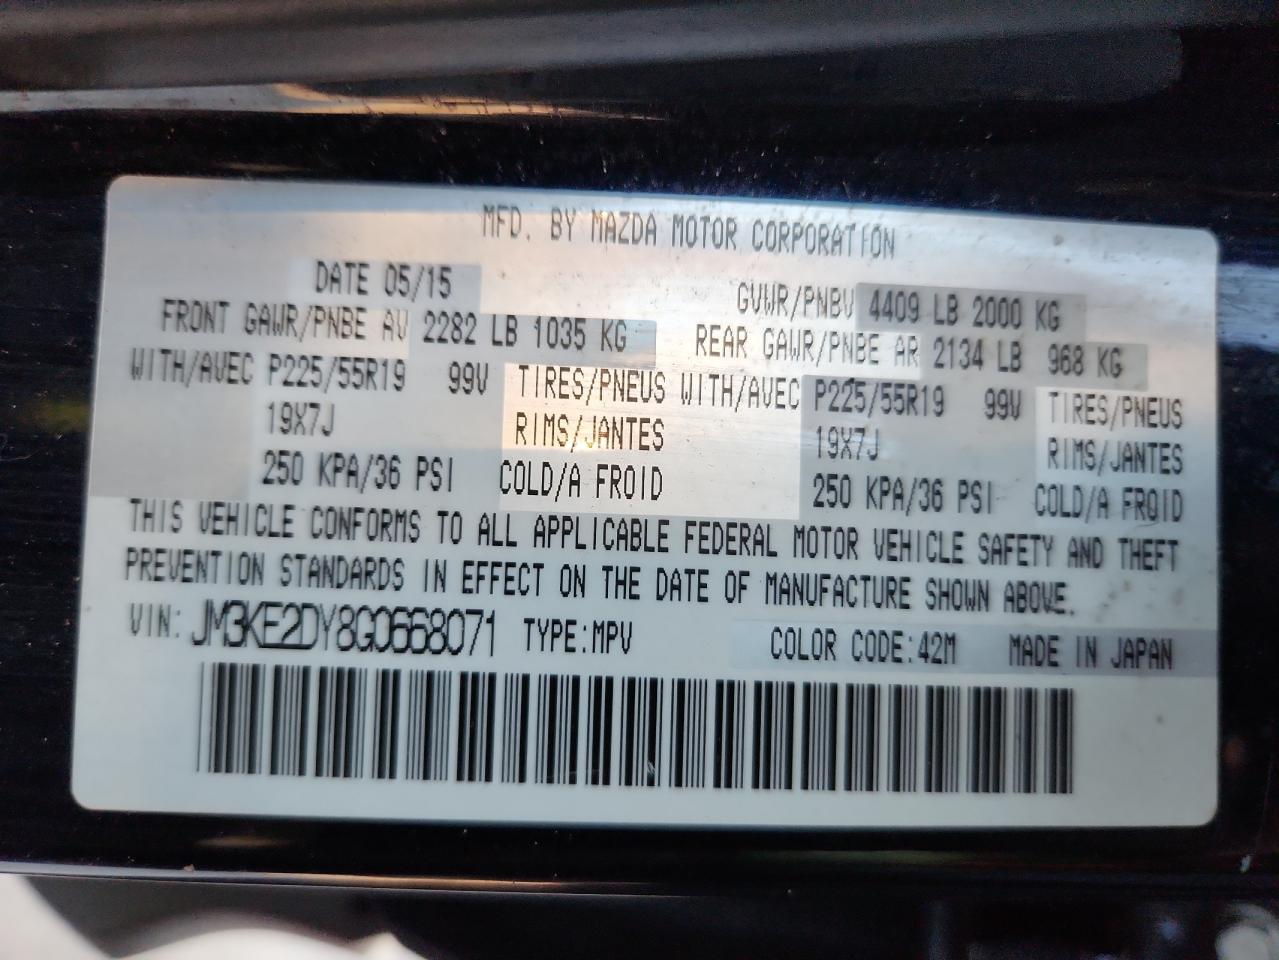 MFD. BY MAZDA MOTOR CORPORATION
DATE 05/15 GVWR/PNBV 4409 LB 2000 KG
FRONT GAWR/PNBE AV 2282 LB 1035 KG REAR GAWR/PNBE AR 2134 LB 968 KG
WITH/AVEC P225/55R19 99V TIRES/PNEUS WITH/AVEC P225/55R19 99V TIRES/PNEUS
19X7J RIMS/JANTES 19X7J RIMS/JANTES
250 KPA/36 PSI COLD/A FROID 250 KPA/36 PSI COLD/A FROID
THIS VEHICLE CONFORMS TO ALL APPLICABLE FEDERAL MOTOR VEHICLE SAFETY AND THEFT
PREVENTION STANDARDS IN EFFECT ON THE DATE OF MANUFACTURE SHOWN ABOVE.
VIN: JM3KE2DY8G0668071 TYPE:MPV COLOR CODE:42M MADE IN JAPAN